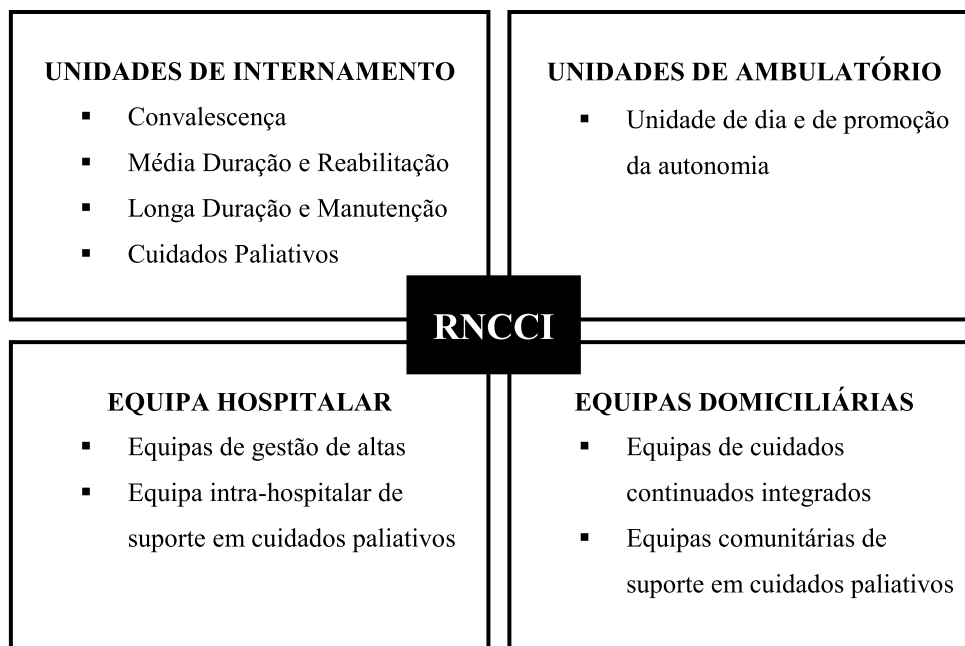 UNIDADES DE INTERNAMENTO
▪ Convalescença
▪ Média Duração e Reabilitação
▪ Longa Duração e Manutenção
▪ Cuidados Paliativos
UNIDADES DE AMBULATÓRIO
▪ Unidade de dia e de promoção
da autonomia
RNCCI
EQUIPA HOSPITALAR
▪ Equipas de gestão de altas
▪ Equipa intra-hospitalar de
suporte em cuidados paliativos
EQUIPAS DOMICILIÁRIAS
▪ Equipas de cuidados
continuados integrados
▪ Equipas comunitárias de
suporte em cuidados paliativos